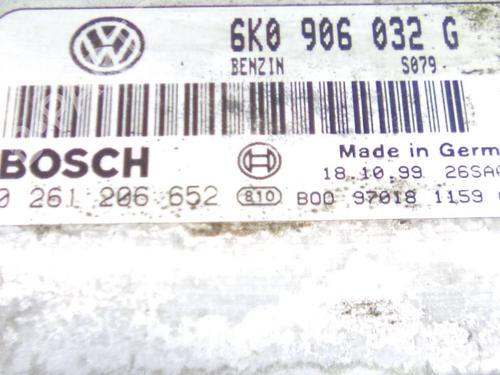 6K0 906 032 G
BENZIN S079
BOSCH
Made in Germ
18.10.99 26SA
0 261 206 652 810 B00 97018 1159